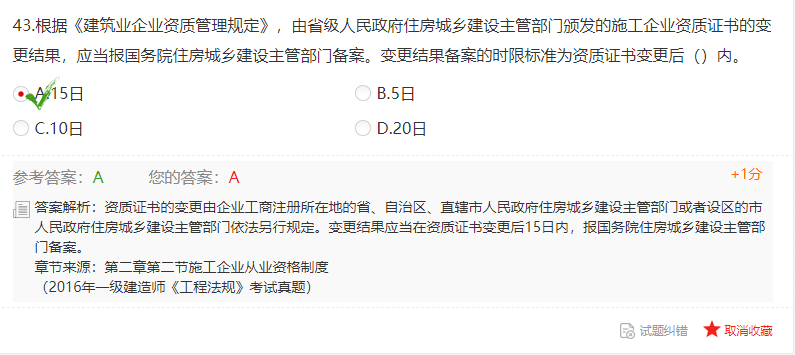 43.根据《建筑业企业资质管理规定》，由省级人民政府住房城乡建设主管部门颁发的施工企业资质证书的变
更结果，应当报国务院住房城乡建设主管部门备案。变更结果备案的时限标准为资质证书变更后（）内。
A.15日
B.5日
C.10日
D.20日
参考答案：A 您的答案：A +1分
答案解析：资质证书的变更由企业工商注册所在地的省、自治区、直辖市人民政府住房城乡建设主管部门或者设区的市
人民政府住房城乡建设主管部门依法另行规定。变更结果应当在资质证书变更后15日内，报国务院住房城乡建设主管部
门备案。
章节来源：第二章第二节施工企业从业资格制度
（2016年一级建造师《工程法规》考试真题）
试题纠错 取消收藏